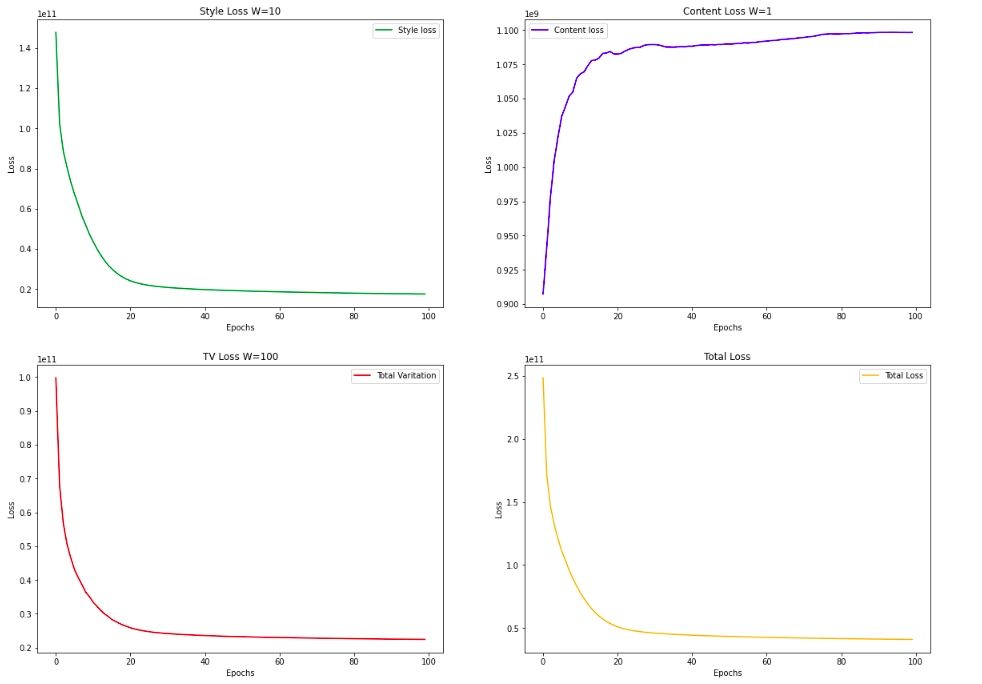 Style Loss W=10
1e11
Style loss
1.4
1.2
1.0
0.8
0.6
0.4
0.2
Loss
0 20 40 60 80 100
Epochs
Content Loss W=1
1e9
Content loss
1.100
1.075
1.050
1.025
1.000
0.975
0.950
0.925
0.900
Loss
0 20 40 60 80 100
Epochs
TV Loss W=100
1e11
Total Varitation
1.0
0.9
0.8
0.7
0.6
0.5
0.4
0.3
0.2
Loss
0 20 40 60 80 100
Epochs
Total Loss
1e11
Total Loss
2.5
2.0
1.5
1.0
0.5
Loss
0 20 40 60 80 100
Epochs